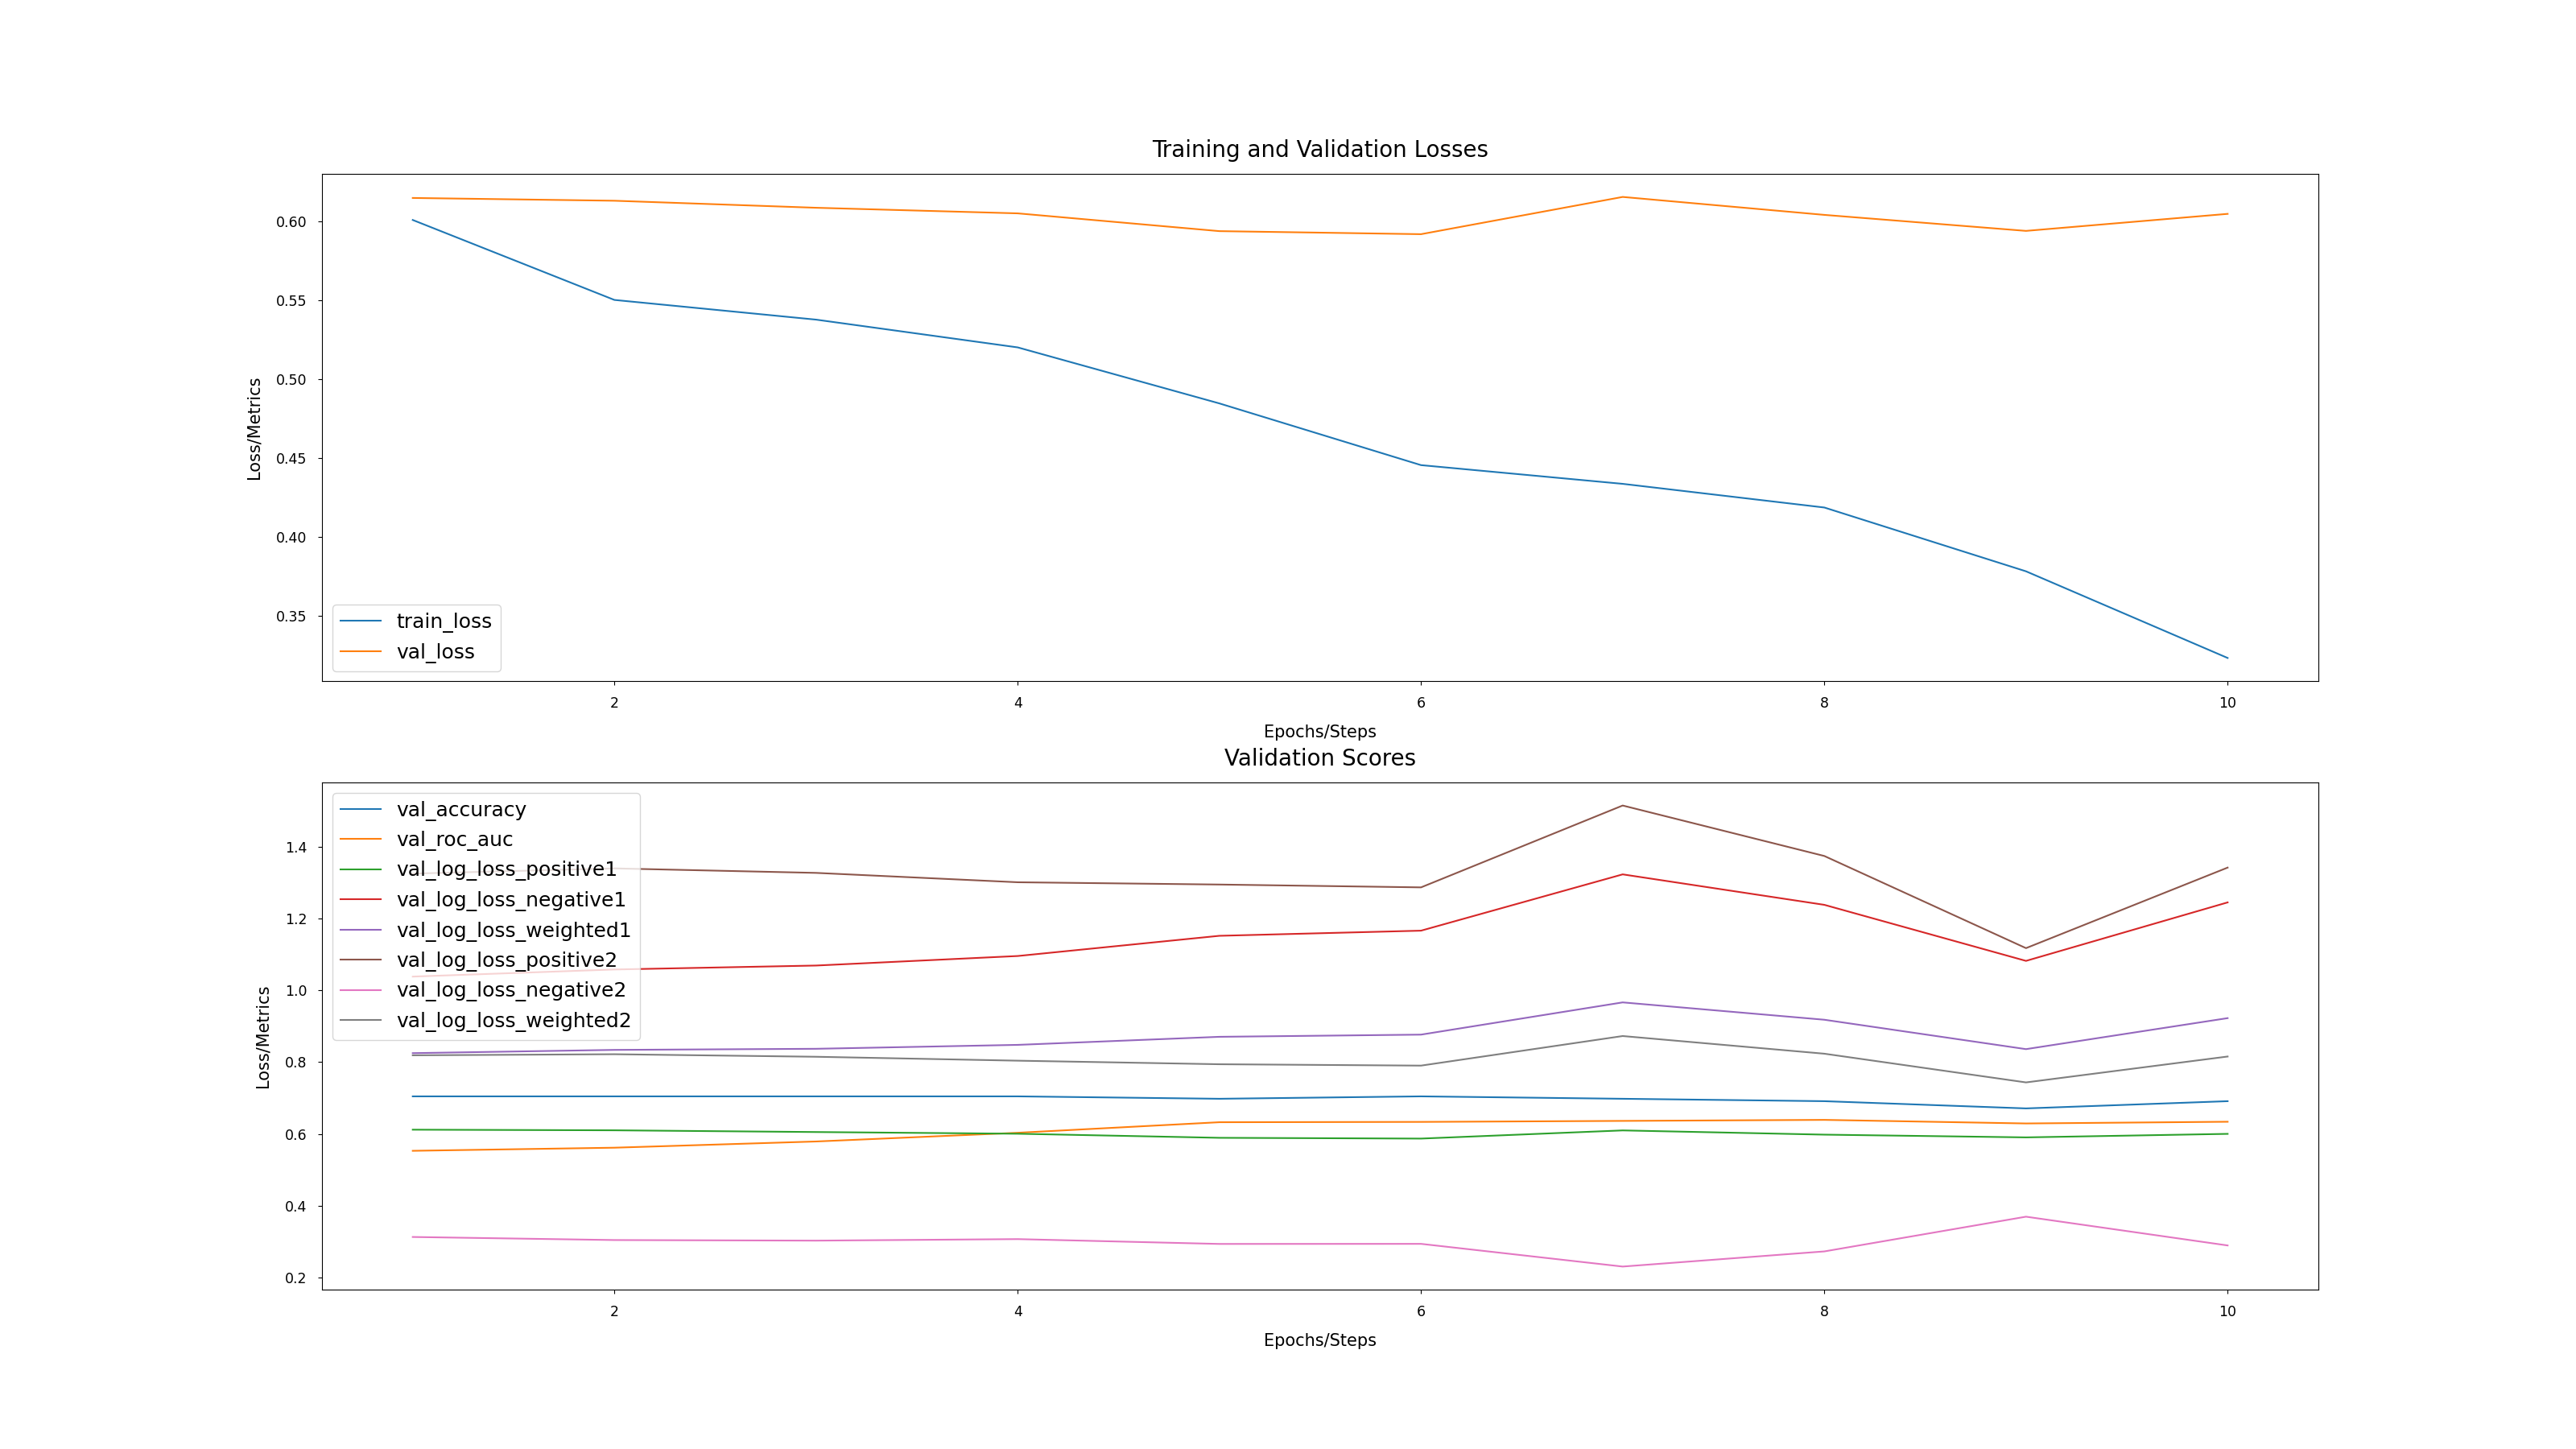 Training and Validation Losses
0.60
0.55
0.50
0.45
0.40
0.35
Loss/Metrics
train_loss
val_loss
2 4 6 8 10
Epochs/Steps
Validation Scores
1.4
1.2
1.0
0.8
0.6
0.4
0.2
Loss/Metrics
val_accuracy
val_roc_auc
val_log_loss_positive1
val_log_loss_negative1
val_log_loss_weighted1
val_log_loss_positive2
val_log_loss_negative2
val_log_loss_weighted2
2 4 6 8 10
Epochs/Steps